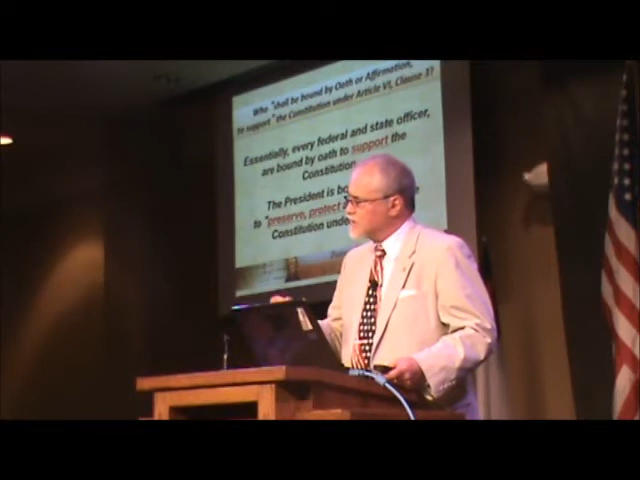 Who "shall be bound by Oath or Affirmation,
to support" the Constitution under Article VI, Clause 3?
Essentially, every federal and state officer,
are bound by oath to support the
Constitution
The President is
to "preserve, protect
Constitution under